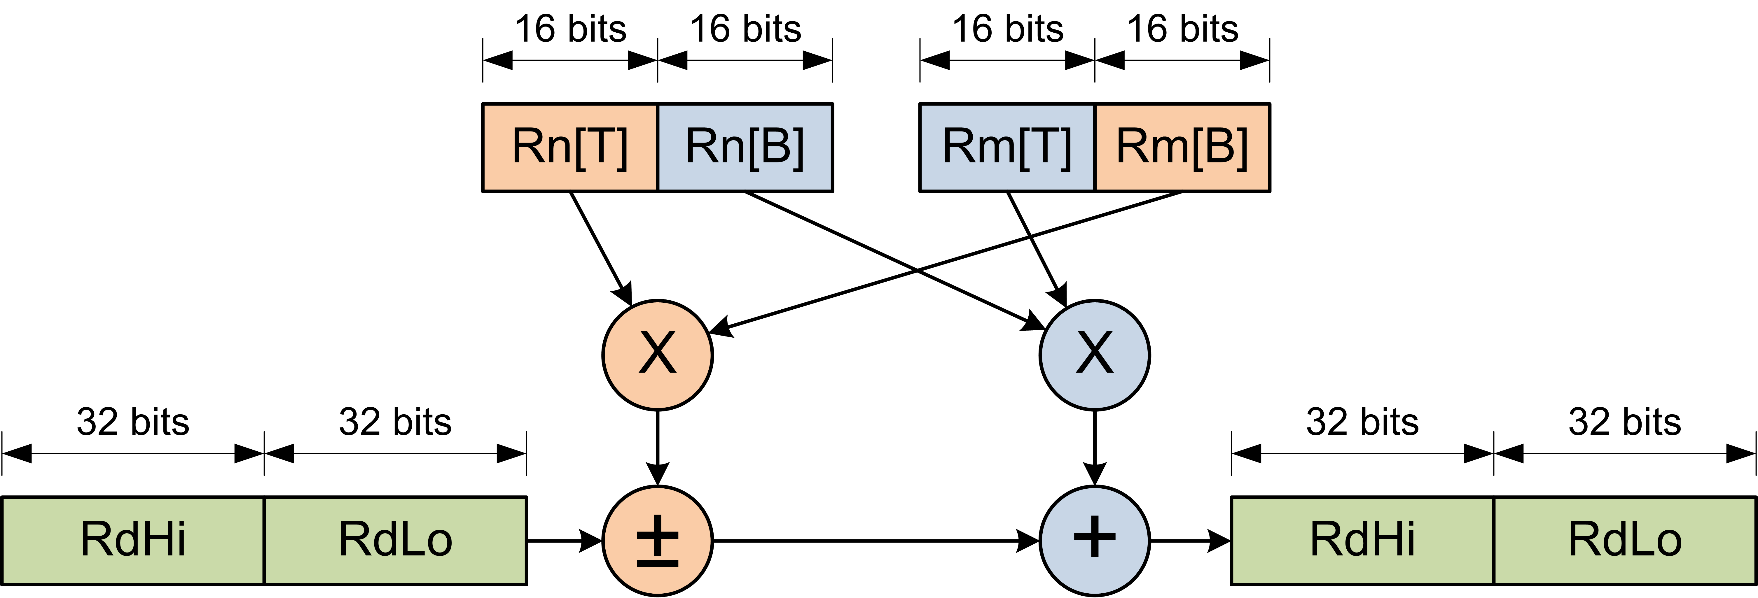 16 bits 16 bits 16 bits 16 bits
Rn[T] Rn[B] Rm[T] Rm[B]
X X
32 bits 32 bits 32 bits 32 bits
RdHi RdLo ± + RdHi RdLo